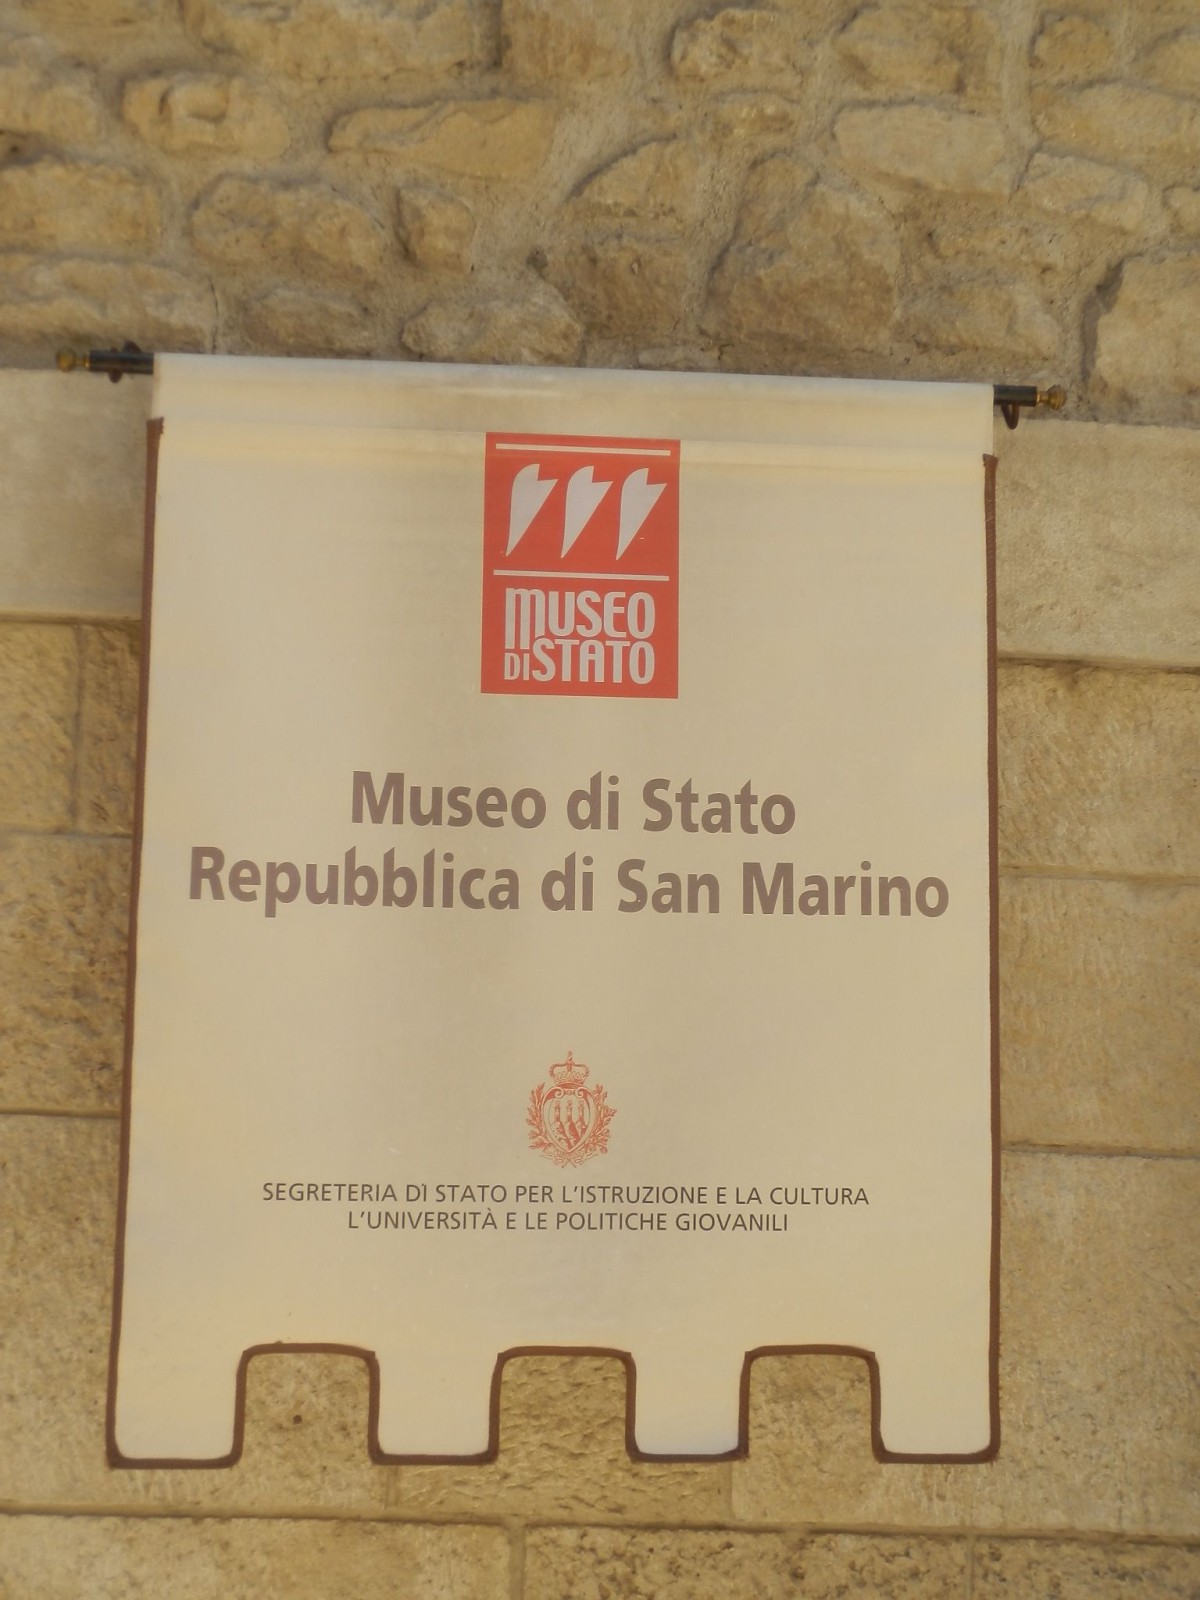 MUSEO
DI STATO
Museo di Stato
Repubblica di San Marino
SEGRETERIA DI STATO PER L'ISTRUZIONE E LA CULTURA
L'UNIVERSITÀ E LE POLITICHE GIOVANILI